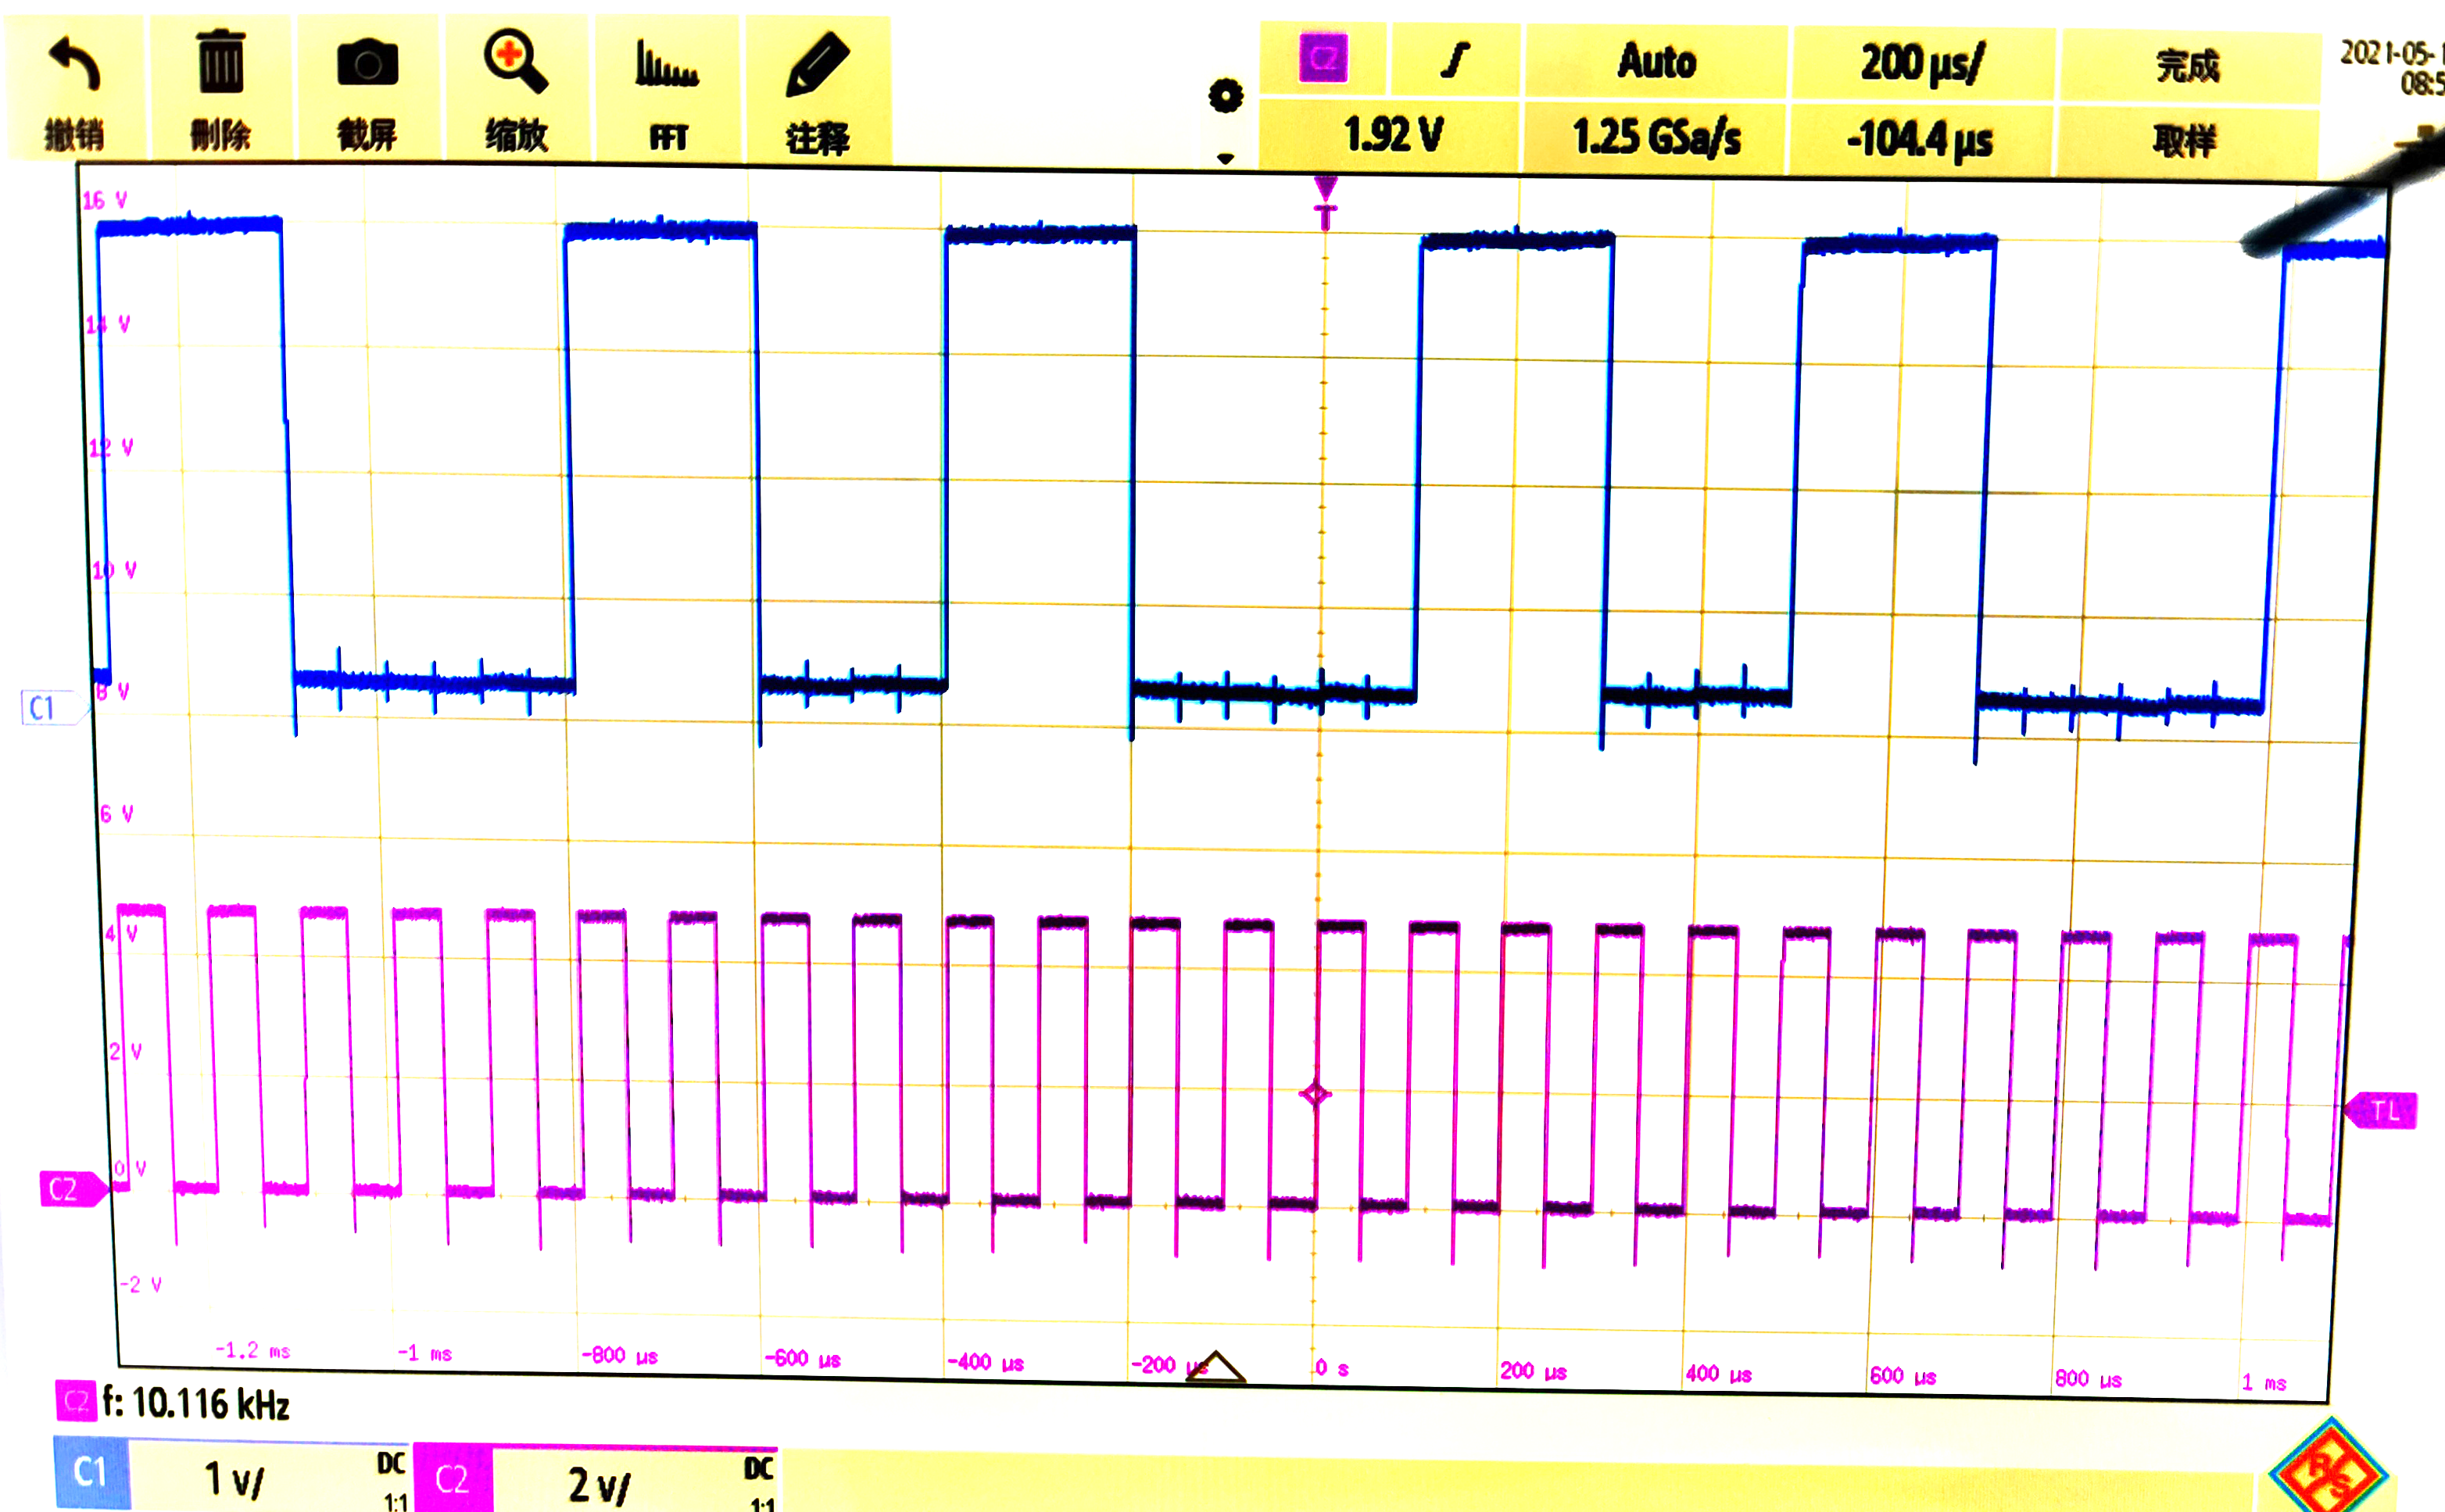 撤销
刪除
截屏
缩放
FFT
注释
C2
Auto
200 µs/
完成
2021-05-1
08:5
1.92 V
1.25 GSa/s
-104.4 µs
取样
T
16 V
14 V
12 V
10 V
8 V
C1
6 V
4 V
2 V
TL
0 V
C2
-2 V
-1.2 ms
-1 ms
-800 µs
-600 µs
-400 µs
-200 µs
0 s
200 µs
400 µs
600 µs
800 µs
1 ms
C2 f: 10.116 kHz
C1
1 v/
DC
1:1
C2
2 v/
DC
1:1
R&S